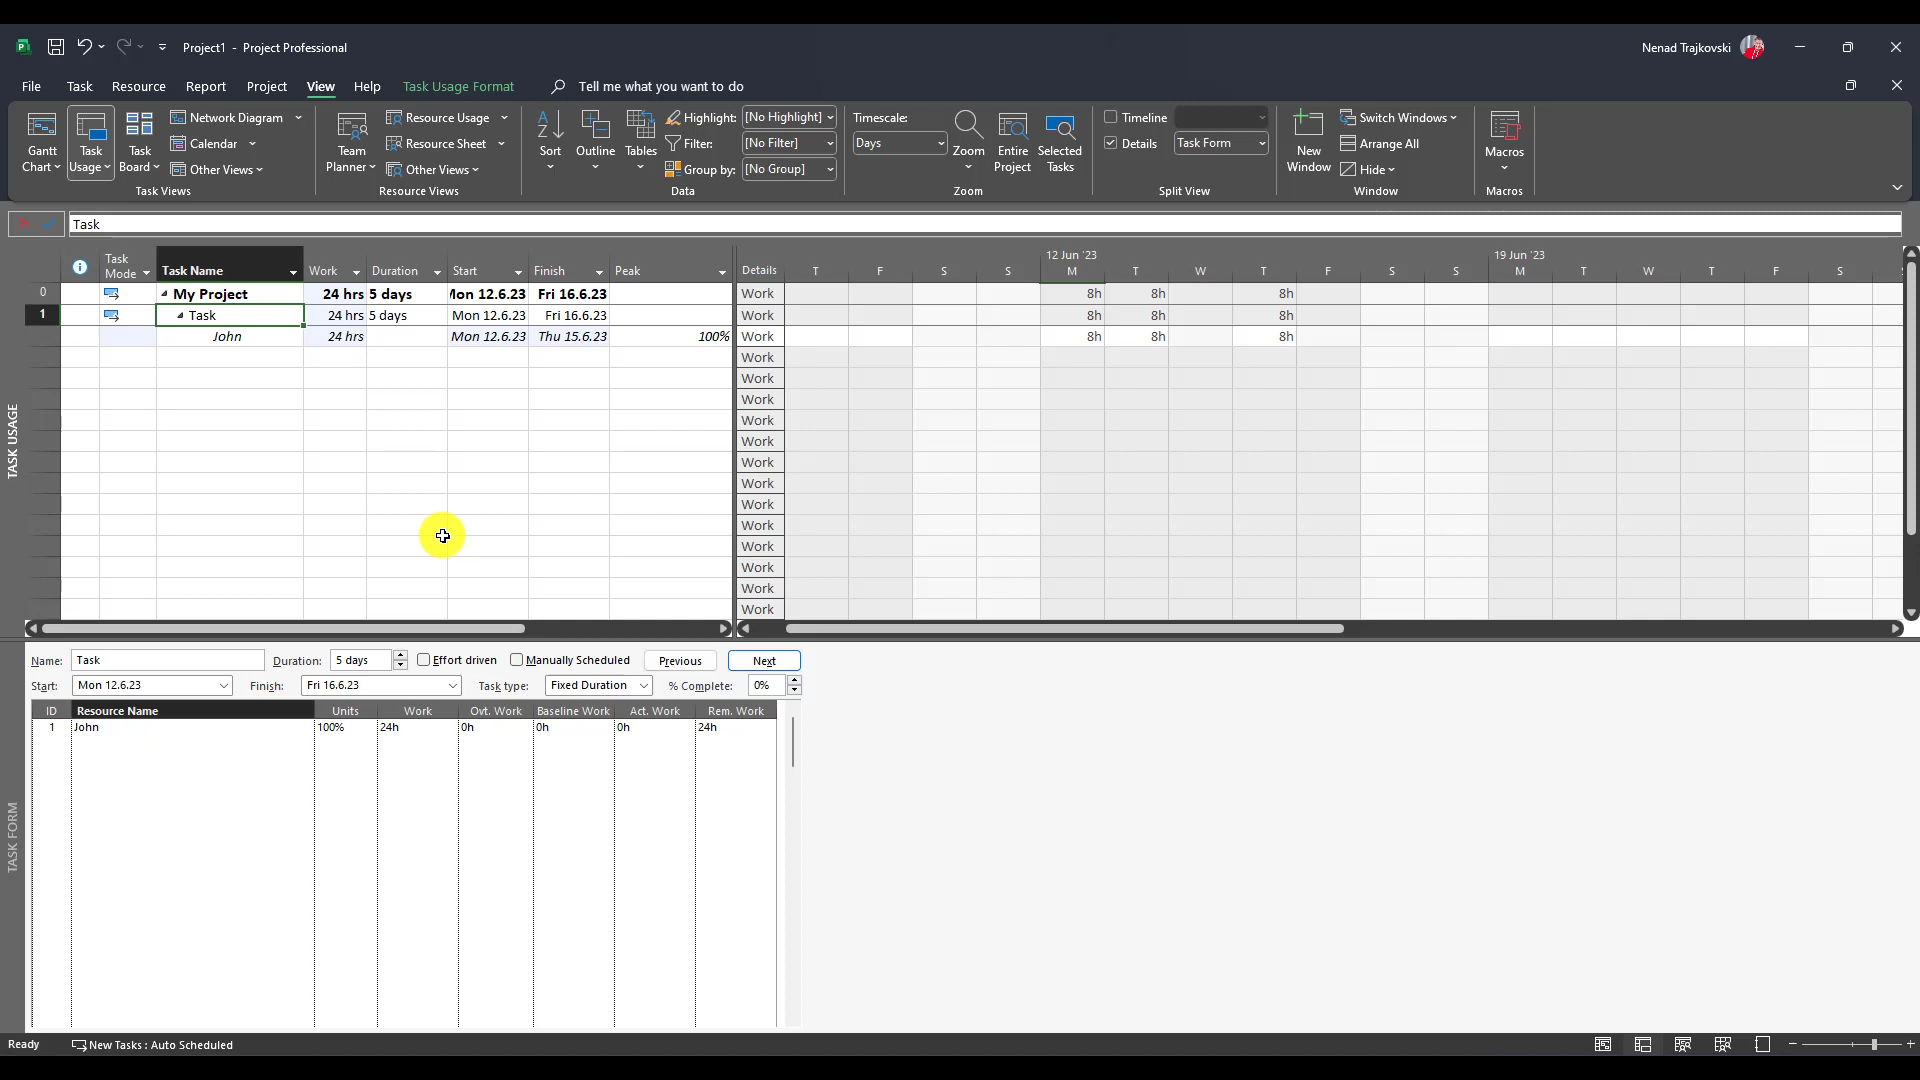 Project1 - Project Professional
Nenad Trajkovski
File Task Resource Report Project View Help Task Usage Format Tell me what you want to do
Gantt Chart
Task Usage
Task Board
Network Diagram
Calendar
Other Views
Task Views
Team Planner
Resource Usage
Resource Sheet
Other Views
Resource Views
Sort
Outline
Tables
Highlight: [No Highlight]
Filter: [No Filter]
Group by: [No Group]
Data
Timescale:
Days
Zoom
Entire Project
Selected Tasks
Zoom
Timeline
Details Task Form
Split View
New Window
Switch Windows
Arrange All
Hide
Window
Macros
Macros
Task
Task Mode Task Name Work Duration Start Finish Peak
Details
12 Jun '23 19 Jun '23
T F S S M T W T F S S M T W T F S
0 My Project 24 hrs 5 days Mon 12.6.23 Fri 16.6.23 Work 8h 8h 8h
1 Task 24 hrs 5 days Mon 12.6.23 Fri 16.6.23 Work 8h 8h 8h
John 24 hrs Mon 12.6.23 Thu 15.6.23 100% Work 8h 8h 8h
Work
Work
Work
Work
Work
Work
Work
Work
Work
Work
Work
Work
Work
TASK USAGE
Name: Task Duration: 5 days Effort driven Manually Scheduled Previous Next
Start: Mon 12.6.23 Finish: Fri 16.6.23 Task type: Fixed Duration % Complete: 0%
ID Resource Name Units Work Ovt. Work Baseline Work Act. Work Rem. Work
1 John 100% 24h 0h 0h 0h 24h
TASK FORM
Ready New Tasks : Auto Scheduled